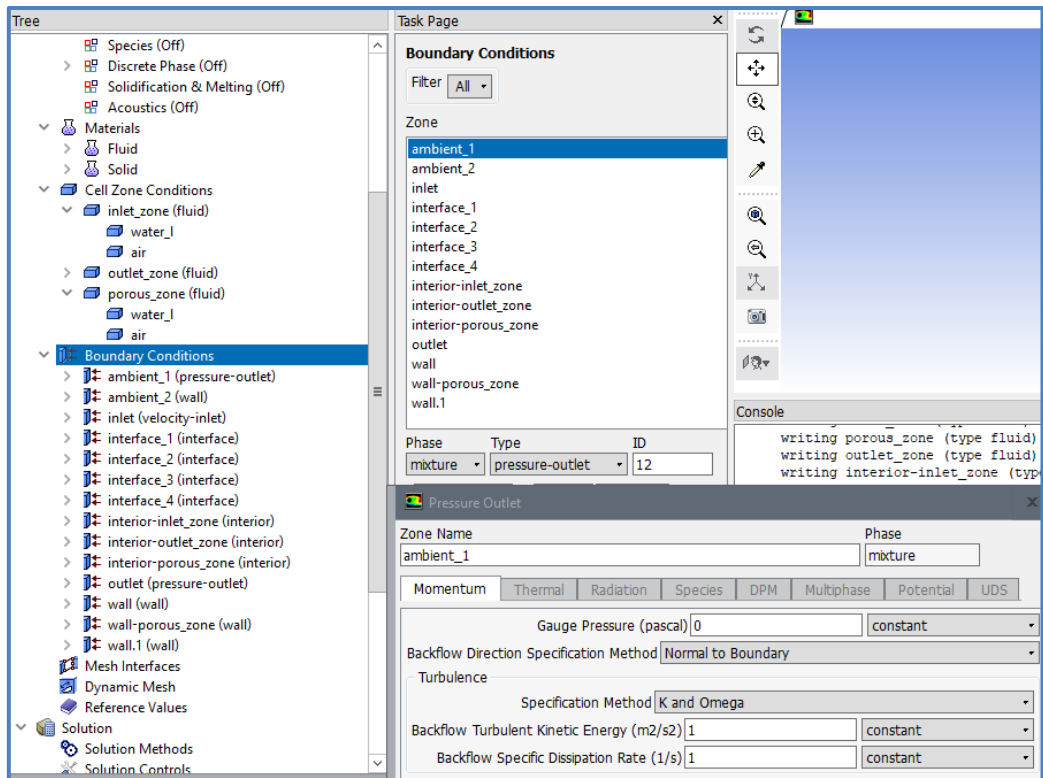 Tree
Species (Off)
Discrete Phase (Off)
Solidification & Melting (Off)
Acoustics (Off)
Materials
Fluid
Solid
Cell Zone Conditions
inlet_zone (fluid)
water_l
air
outlet_zone (fluid)
porous_zone (fluid)
water_l
air
Boundary Conditions
ambient_1 (pressure-outlet)
ambient_2 (wall)
inlet (velocity-inlet)
interface_1 (interface)
interface_2 (interface)
interface_3 (interface)
interface_4 (interface)
interior-inlet_zone (interior)
interior-outlet_zone (interior)
interior-porous_zone (interior)
outlet (pressure-outlet)
wall (wall)
wall-porous_zone (wall)
wall.1 (wall)
Mesh Interfaces
Dynamic Mesh
Reference Values
Solution
Solution Methods
Solution Controls
Task Page
Boundary Conditions
Filter All
Zone
ambient_1
ambient_2
inlet
interface_1
interface_2
interface_3
interface_4
interior-inlet_zone
interior-outlet_zone
interior-porous_zone
outlet
wall
wall-porous_zone
wall.1
Phase Type ID
mixture pressure-outlet 12
Console
writing porous_zone (type fluid)
writing outlet_zone (type fluid)
writing interior-inlet_zone (type
Pressure Outlet
Zone Name Phase
ambient_1 mixture
Momentum Thermal Radiation Species DPM Multiphase Potential UDS
Gauge Pressure (pascal) 0 constant
Backflow Direction Specification Method Normal to Boundary
Turbulence
Specification Method K and Omega
Backflow Turbulent Kinetic Energy (m2/s2) 1 constant
Backflow Specific Dissipation Rate (1/s) 1 constant